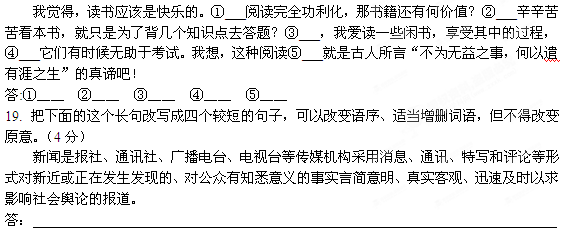 我觉得，读书应该是快乐的。①___阅读完全功利化，那书籍还有何价值？②___辛辛苦
苦看本书，就只是为了背几个知识点去答题？③___，我爱读一些闲书，享受其中的过程，
④___它们有时候无助于考试。我想，这种阅读⑤___就是古人所言“不为无益之事，何以遣
有涯之生”的真谛吧！
答:①____ ②____ ③____ ④____ ⑤____
19. 把下面的这个长句改写成四个较短的句子，可以改变语序、适当增删词语，但不得改变
原意。（4分）
新闻是报社、通讯社、广播电台、电视台等传媒机构采用消息、通讯、特写和评论等形
式对新近或正在发生发现的、对公众有知悉意义的事实言简意明、真实客观、迅速及时以求
影响社会舆论的报道。
答：____________________